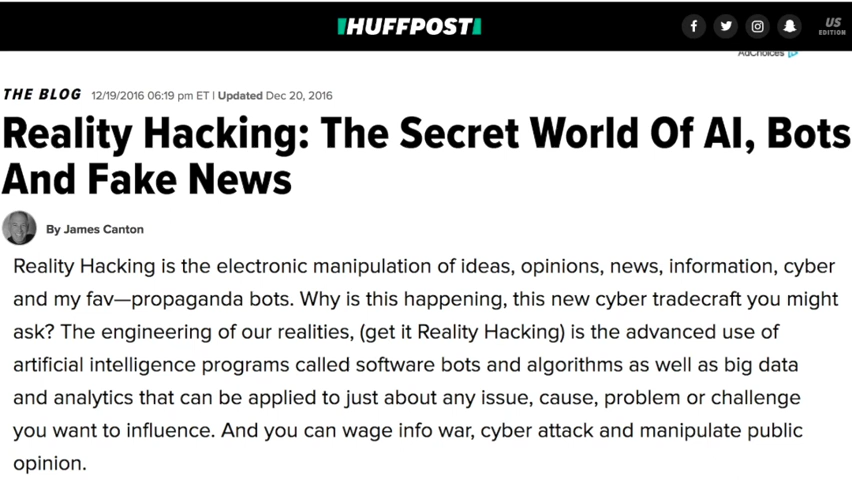 HUFFPOST
US
EDITION
AdChoices
THE BLOG 12/19/2016 06:19 pm ET | Updated Dec 20, 2016
Reality Hacking: The Secret World Of AI, Bots
And Fake News
By James Canton
Reality Hacking is the electronic manipulation of ideas, opinions, news, information, cyber
and my fav—propaganda bots. Why is this happening, this new cyber tradecraft you might
ask? The engineering of our realities, (get it Reality Hacking) is the advanced use of
artificial intelligence programs called software bots and algorithms as well as big data
and analytics that can be applied to just about any issue, cause, problem or challenge
you want to influence. And you can wage info war, cyber attack and manipulate public
opinion.